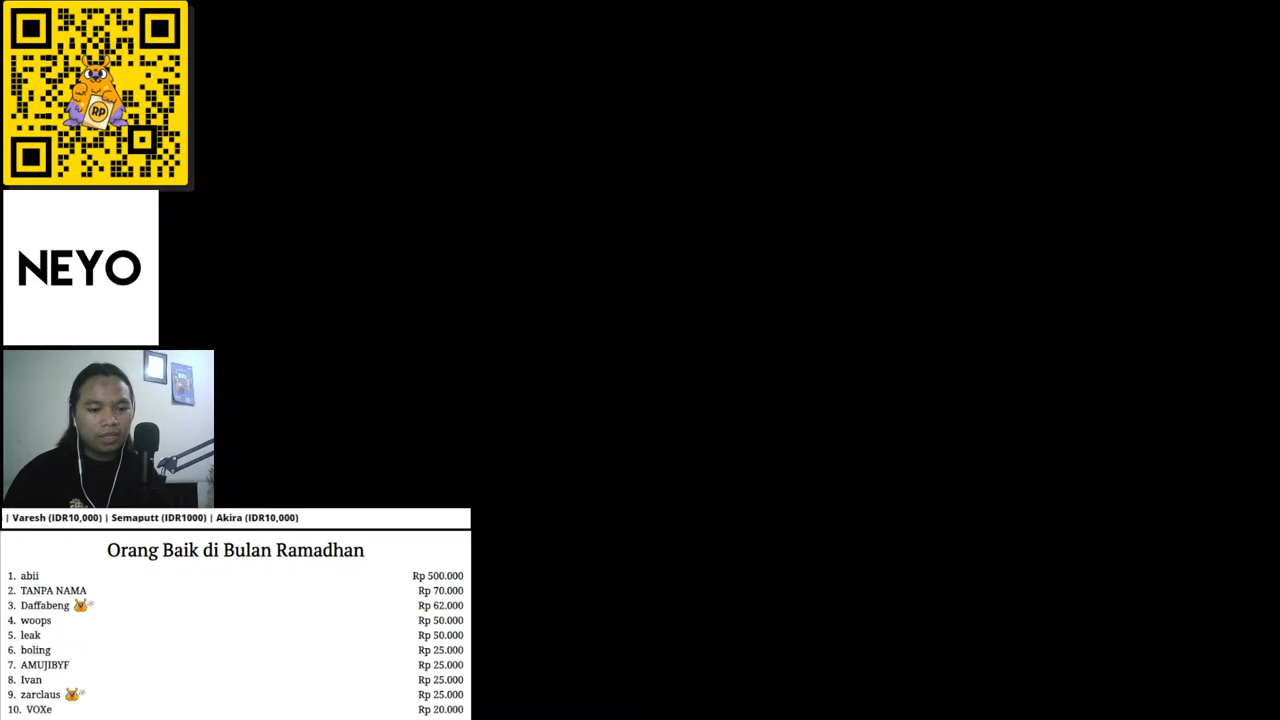 RP
NEYO
| Varesh (IDR10,000) | Semaputt (IDR1000) | Akira (IDR10,000)
Orang Baik di Bulan Ramadhan
1. abii Rp 500.000
2. TANPA NAMA Rp 70.000
3. Daffabeng Rp 62.000
4. woops Rp 50.000
5. leak Rp 50.000
6. boling Rp 25.000
7. AMUJIBYF Rp 25.000
8. Ivan Rp 25.000
9. zarclaus Rp 25.000
10. VOXe Rp 20.000